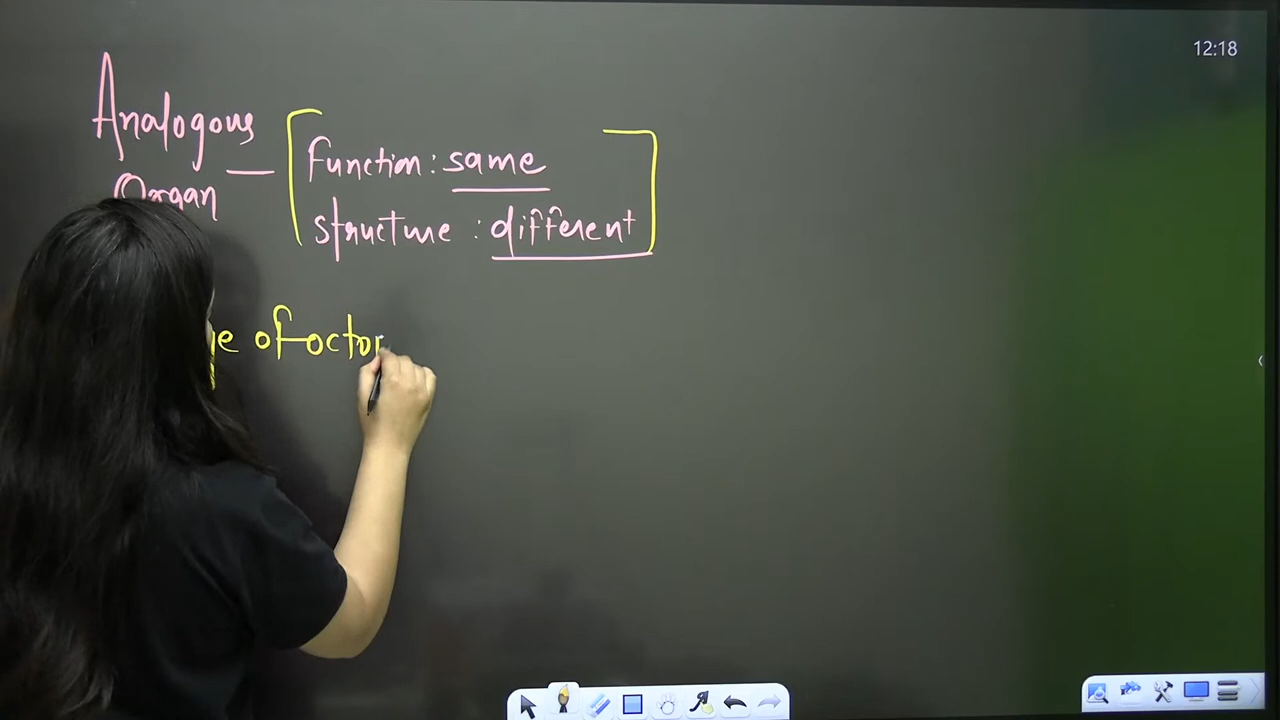 12:18
Analogous
Organ — function : same
structure : different
of octo